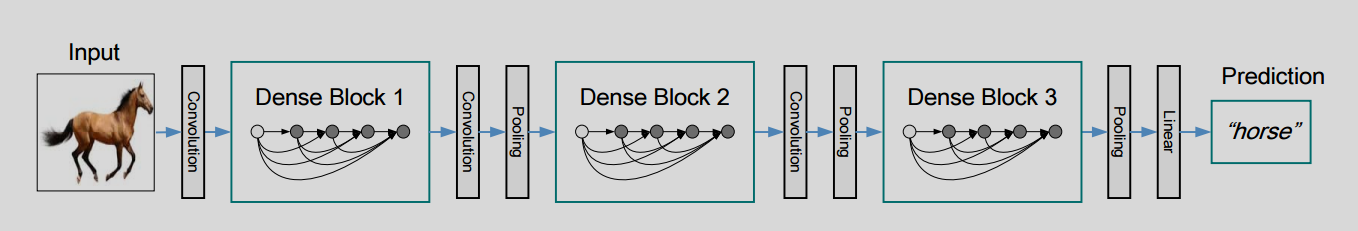 Input
Convolution
Dense Block 1
Convolution
Pooling
Dense Block 2
Convolution
Pooling
Dense Block 3
Pooling
Linear
Prediction
“horse”